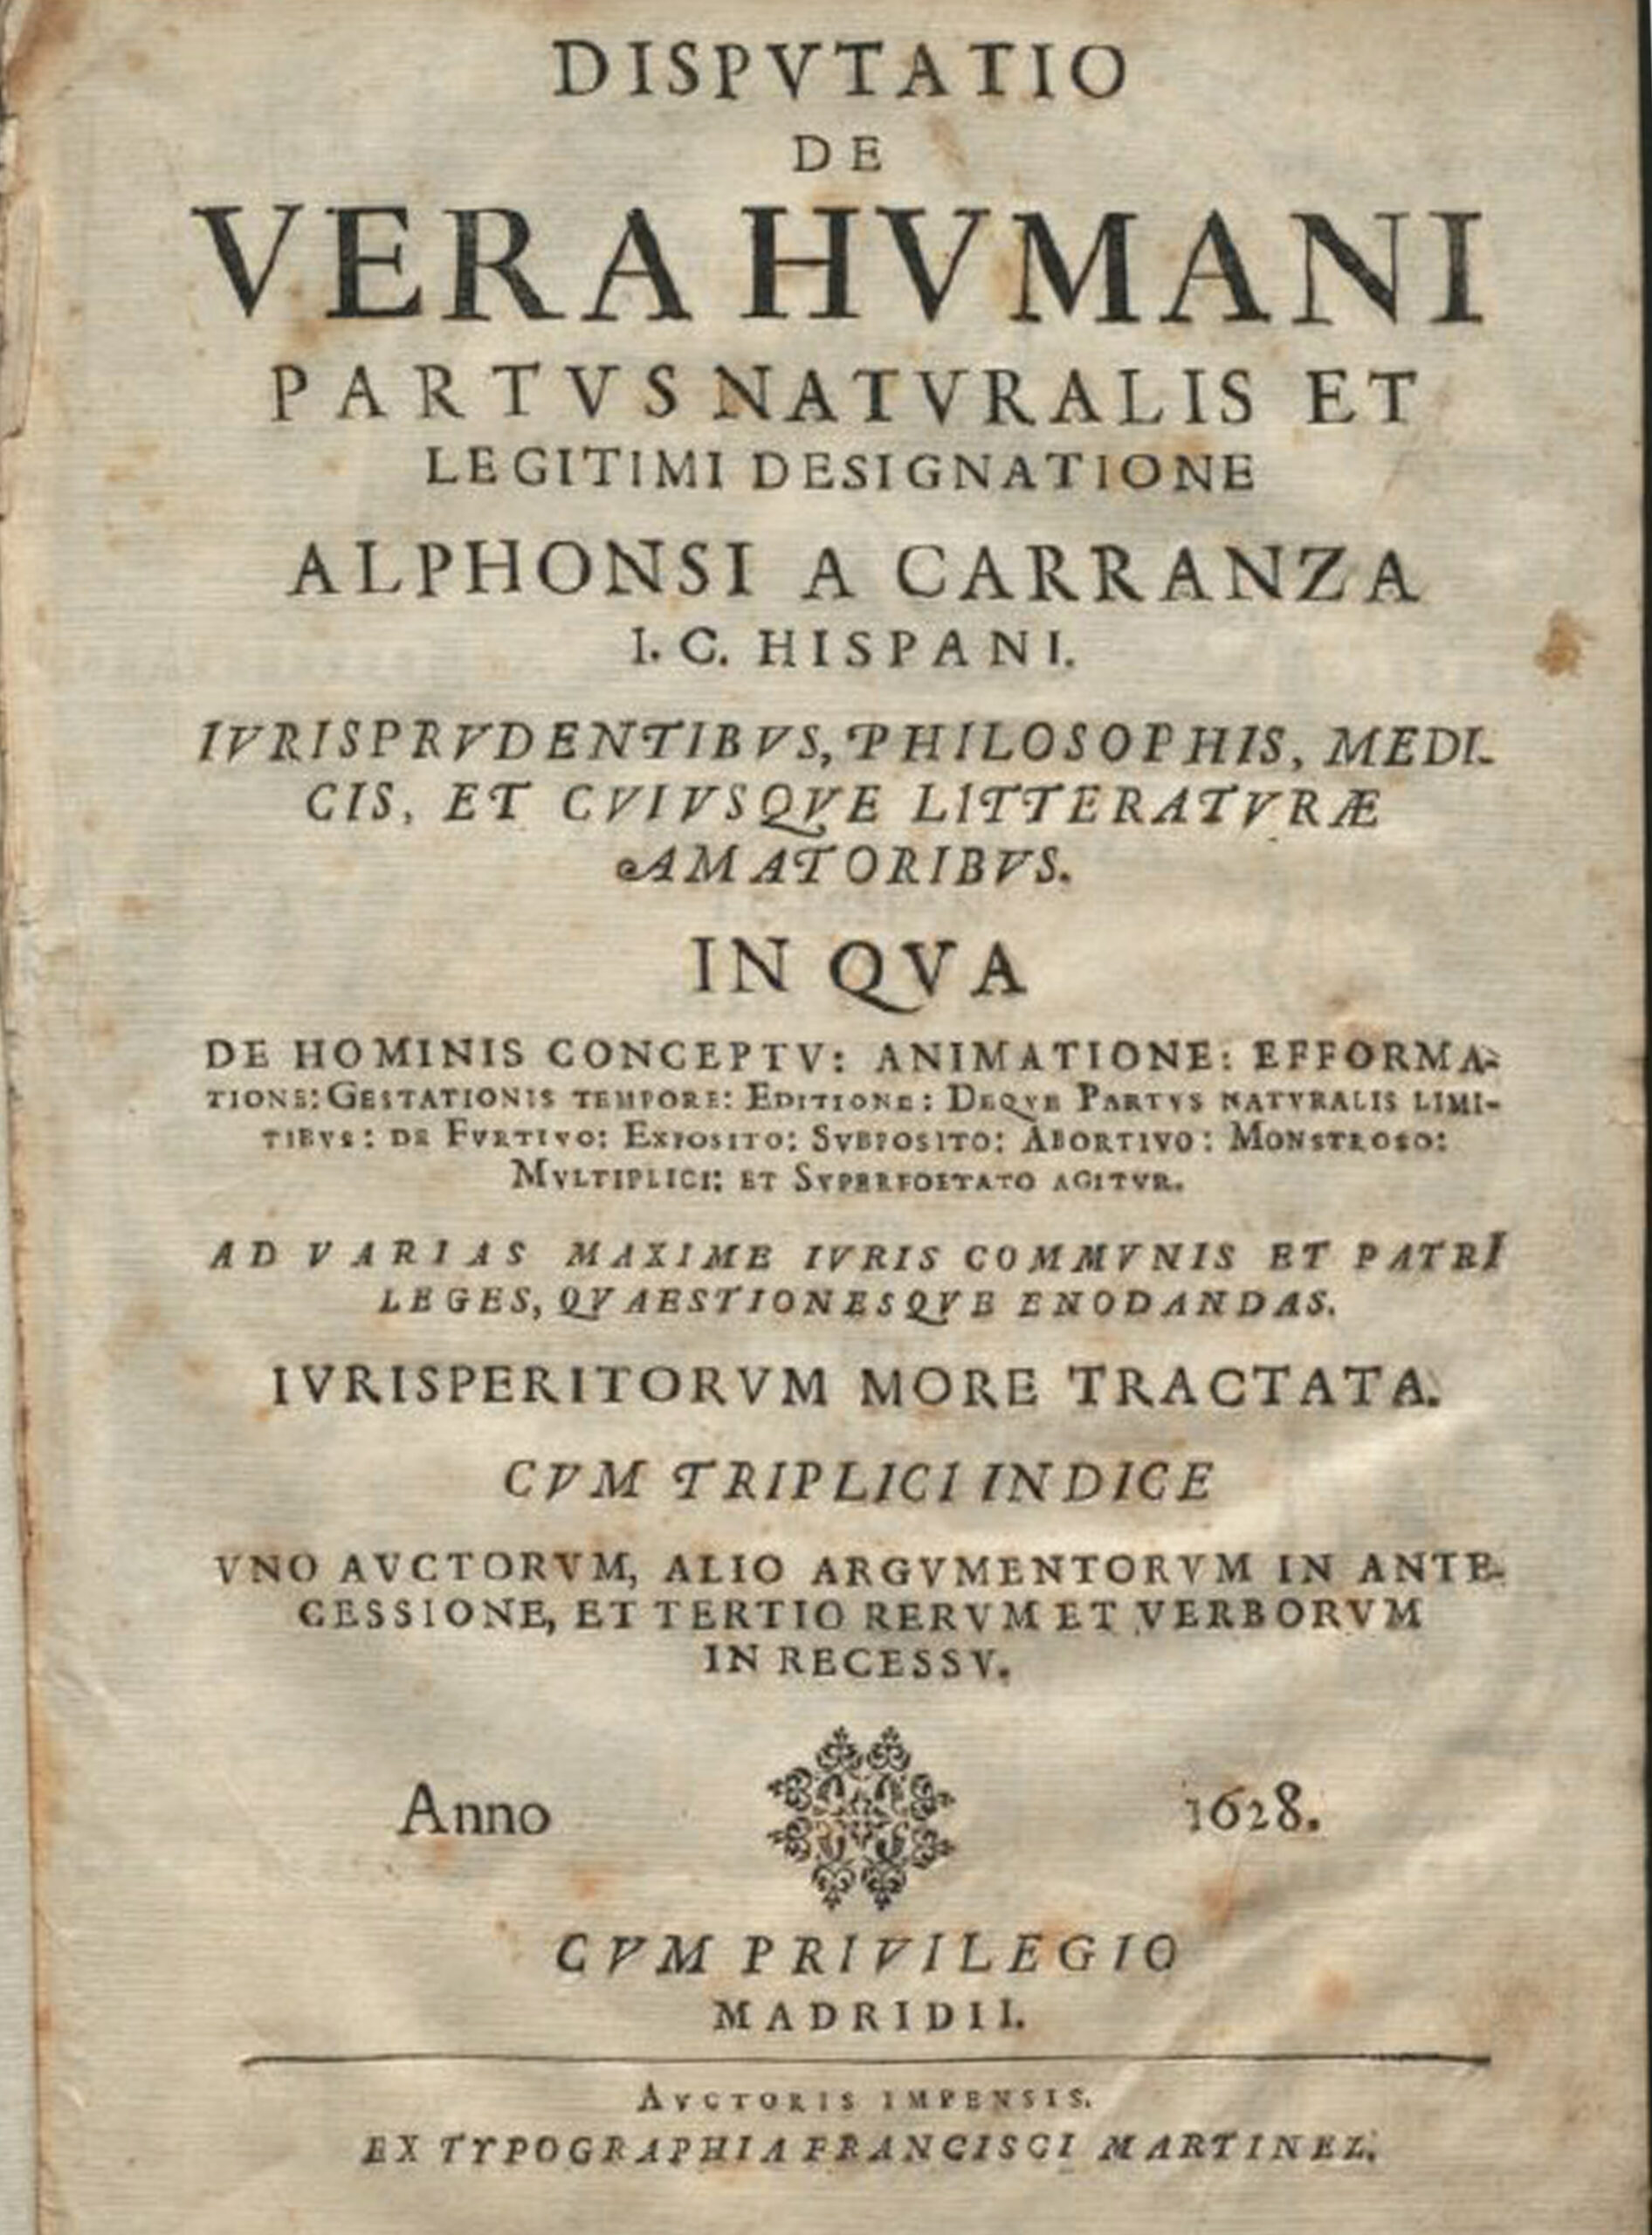 DISPVTATIO
DE
VERA HVMANI
PARTVS NATVRALIS ET
LEGITIMI DESIGNATIONE
ALPHONSI A CARRANZA
I. C. HISPANI.
IVRISPRVDENTIBVS, PHILOSOPHIS, MEDI-
CIS, ET CVIVSQVE LITTERATVRÆ
AMATORIBVS.
IN QVA
DE HOMINIS CONCEPTV: ANIMATIONE: EFFORMA-
TIONE: GESTATIONIS TEMPORE: EDITIONE: DEQVE PARTVS NATVRALIS LIMI-
TIBVS: DE FVRTIVO: EXPOSITO: SVBPOSITO: ABORTIVO: MONSTROSO:
MVLTIPLICI: ET SVPERFOETATO AGITVR.
AD VARIAS MAXIME IVRIS COMMVNIS ET PATRI
LEGES, QVAESTIONESQVE ENODANDAS.
IVRISPERITORVM MORE TRACTATA.
CVM TRIPLICI INDICE
VNO AVCTORVM, ALIO ARGVMENTORVM IN ANTE-
CESSIONE, ET TERTIO RERVM ET VERBORVM
IN RECESSV.
Anno 1628.
CVM PRIVILEGIO
MADRIDII.
AVCTORIS IMPENSIS.
EX TYPOGRAPHIA FRANCISCI MARTINEZ.